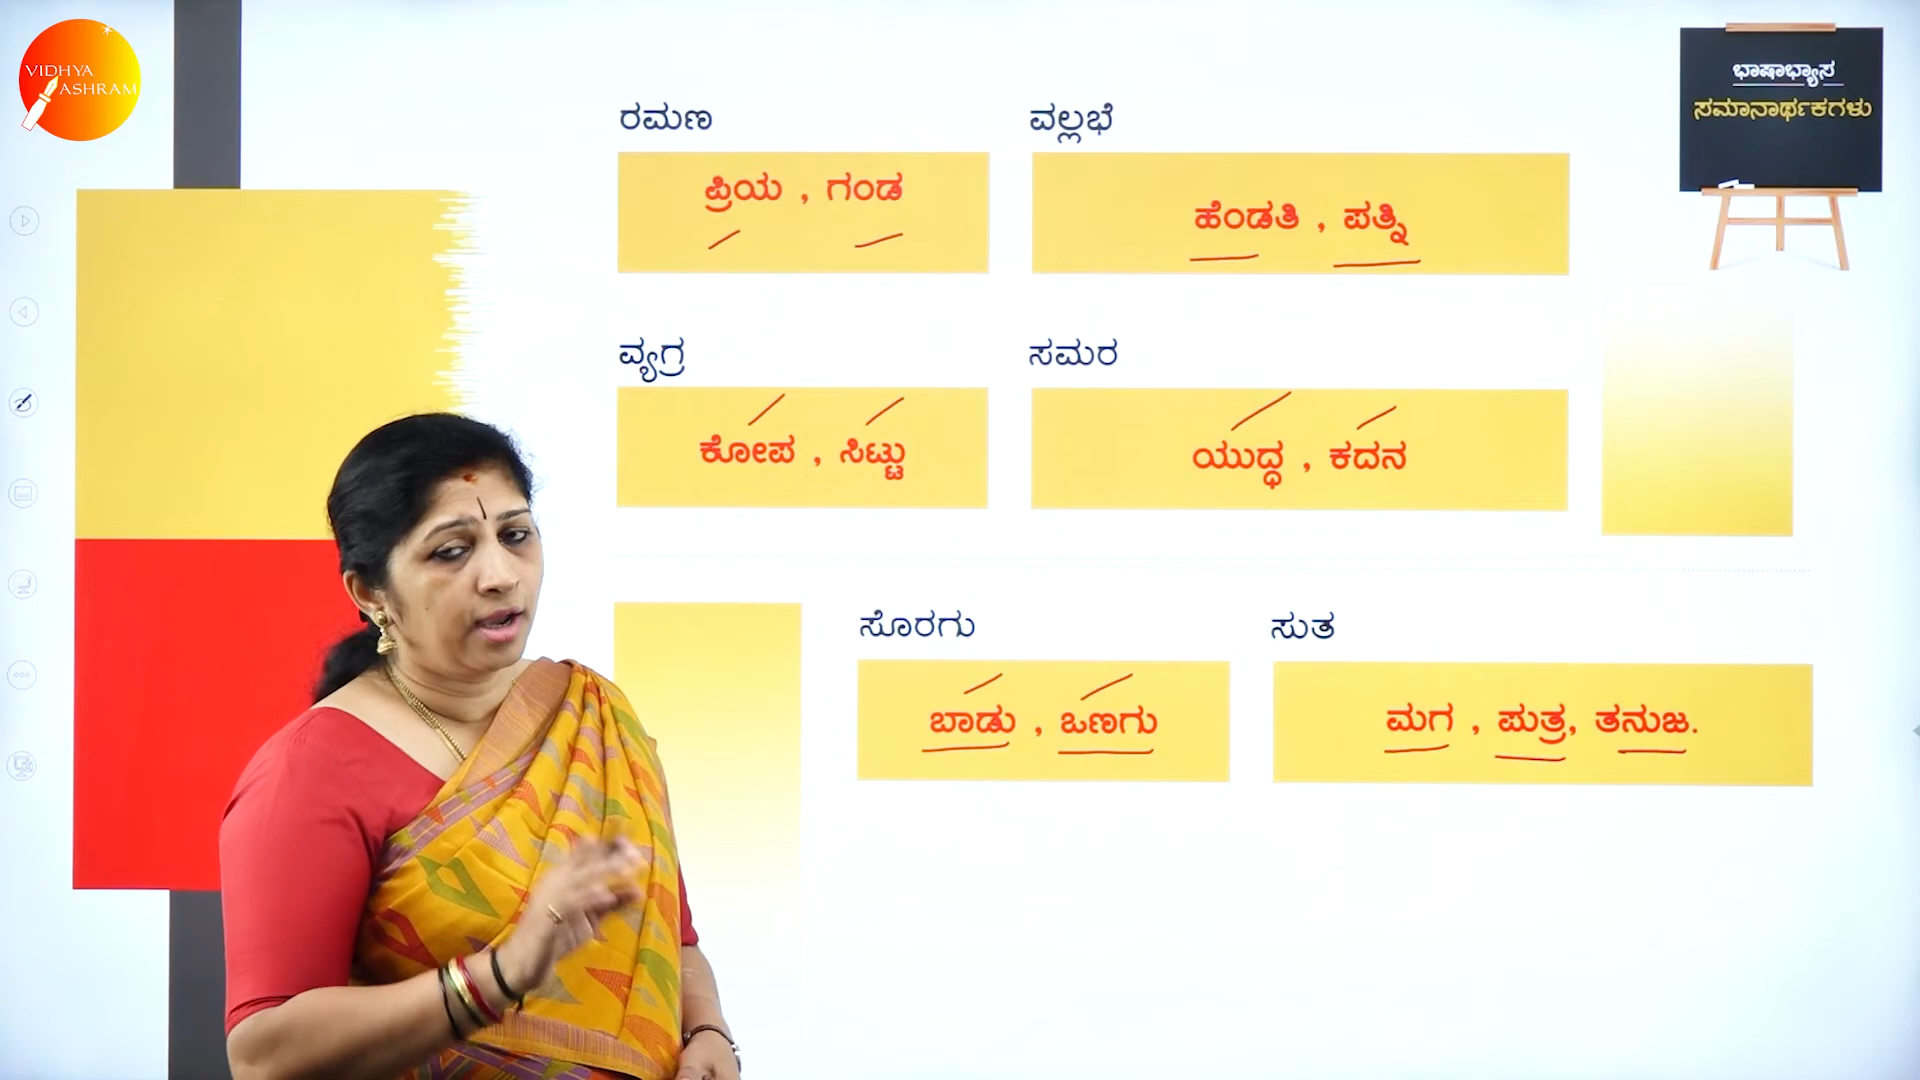 VIDHYA
ASHRAM
ಭಾಷಾಭ್ಯಾಸ
ಸಮಾನಾರ್ಥಕಗಳು
ರಮಣ
ವಲ್ಲಭೆ
ಪ್ರಿಯ , ಗಂಡ
ಹೆಂಡತಿ , ಪತ್ನಿ
ವ್ಯಗ್ರ
ಸಮರ
ಕೋಪ , ಸಿಟ್ಟು
ಯುದ್ಧ , ಕದನ
ಸೊರಗು
ಸುತ
ಬಾಡು , ಒಣಗು
ಮಗ , ಪುತ್ರ, ತನುಜ.